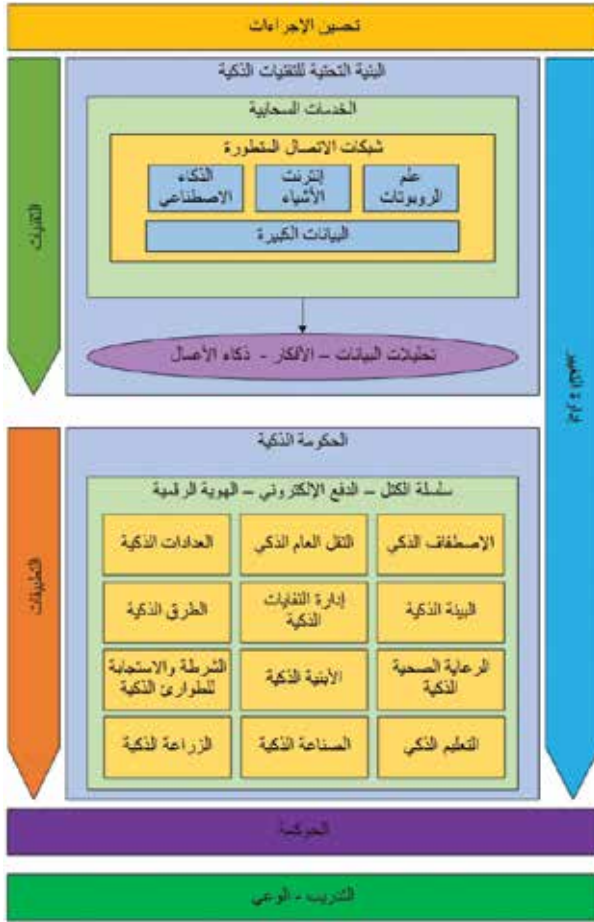 تحسين الإجراءات
البنية التحتية للتقنيات الذكية
الخدمات السحابية
شبكات الاتصال المتطورة
علم
الروبوتات
إنترنت
الأشياء
الذكاء
الاصطناعي
البيانات الكبيرة
تحليلات البيانات – الأفكار - ذكاء الأعمال
التقنيات
إدارة التغيير
الحكومة الذكية
سلسلة الكتل – الدفع الإلكتروني – الهوية الرقمية
الاصطفاف الذكي
النقل العام الذكي
العدادات الذكية
البيئة الذكية
إدارة النفايات
الذكية
الطرق الذكية
الرعاية الصحية
الذكية
الأبنية الذكية
الشرطة والاستجابة
للطوارئ الذكية
التعليم الذكي
الصناعة الذكية
الزراعة الذكية
التطبيقات
الحوكمة
التدريب - الوعي